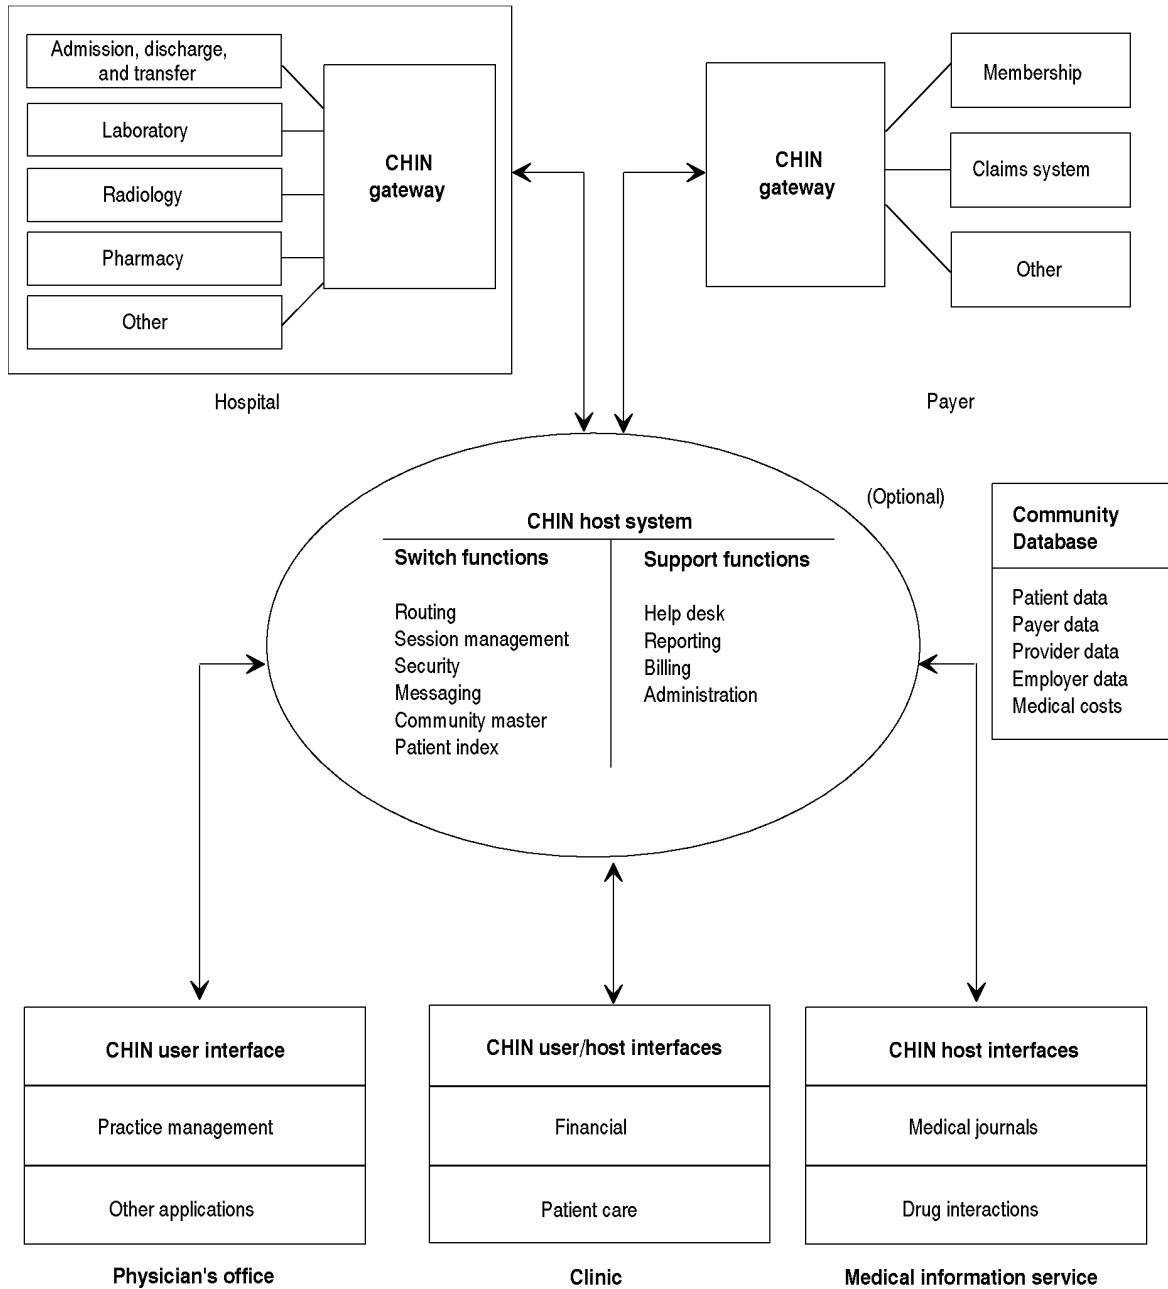 Admission, discharge,
and transfer
Laboratory
Radiology
Pharmacy
Other
CHIN
gateway
Hospital
CHIN
gateway
Membership
Claims system
Other
Payer
(Optional)
CHIN host system
Switch functions
Routing
Session management
Security
Messaging
Community master
Patient index
Support functions
Help desk
Reporting
Billing
Administration
Community
Database
Patient data
Payer data
Provider data
Employer data
Medical costs
CHIN user interface
Practice management
Other applications
Physician's office
CHIN user/host interfaces
Financial
Patient care
Clinic
CHIN host interfaces
Medical journals
Drug interactions
Medical information service